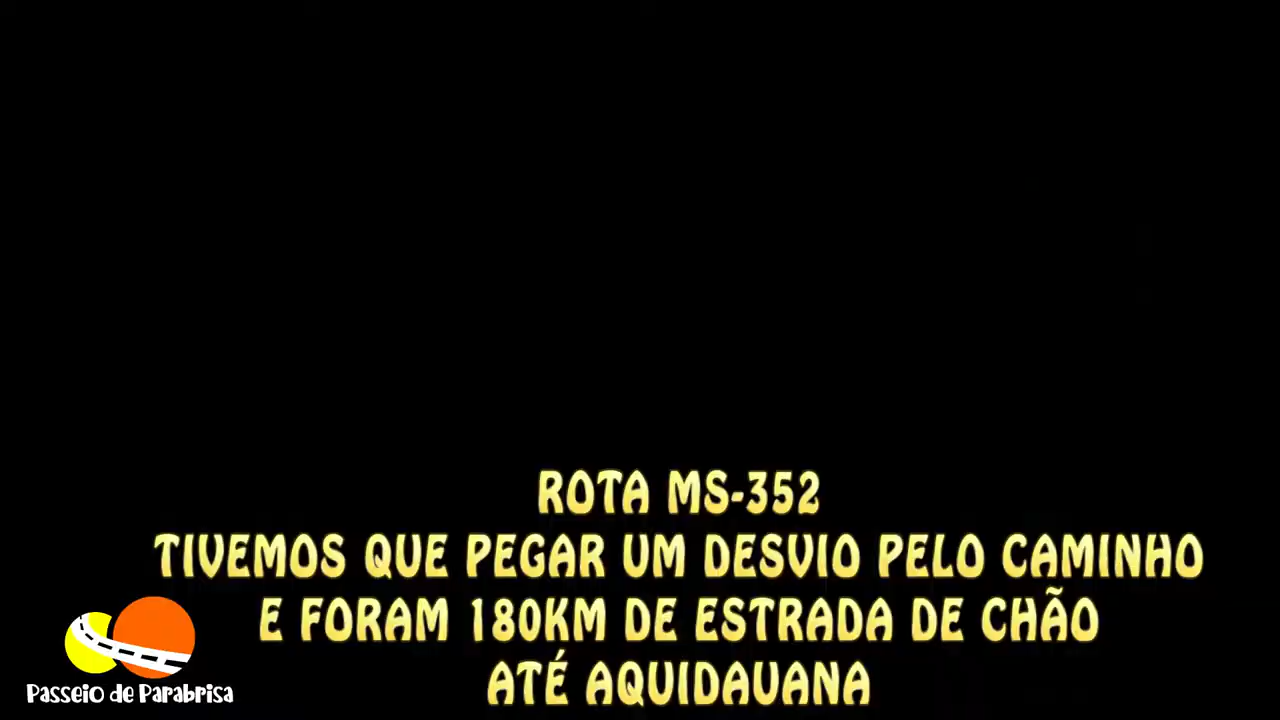 ROTA MS-352
TIVEMOS QUE PEGAR UM DESVIO PELO CAMINHO
E FORAM 180KM DE ESTRADA DE CHÃO
ATÉ AQUIDAUANA
Passeio de Parabrisa